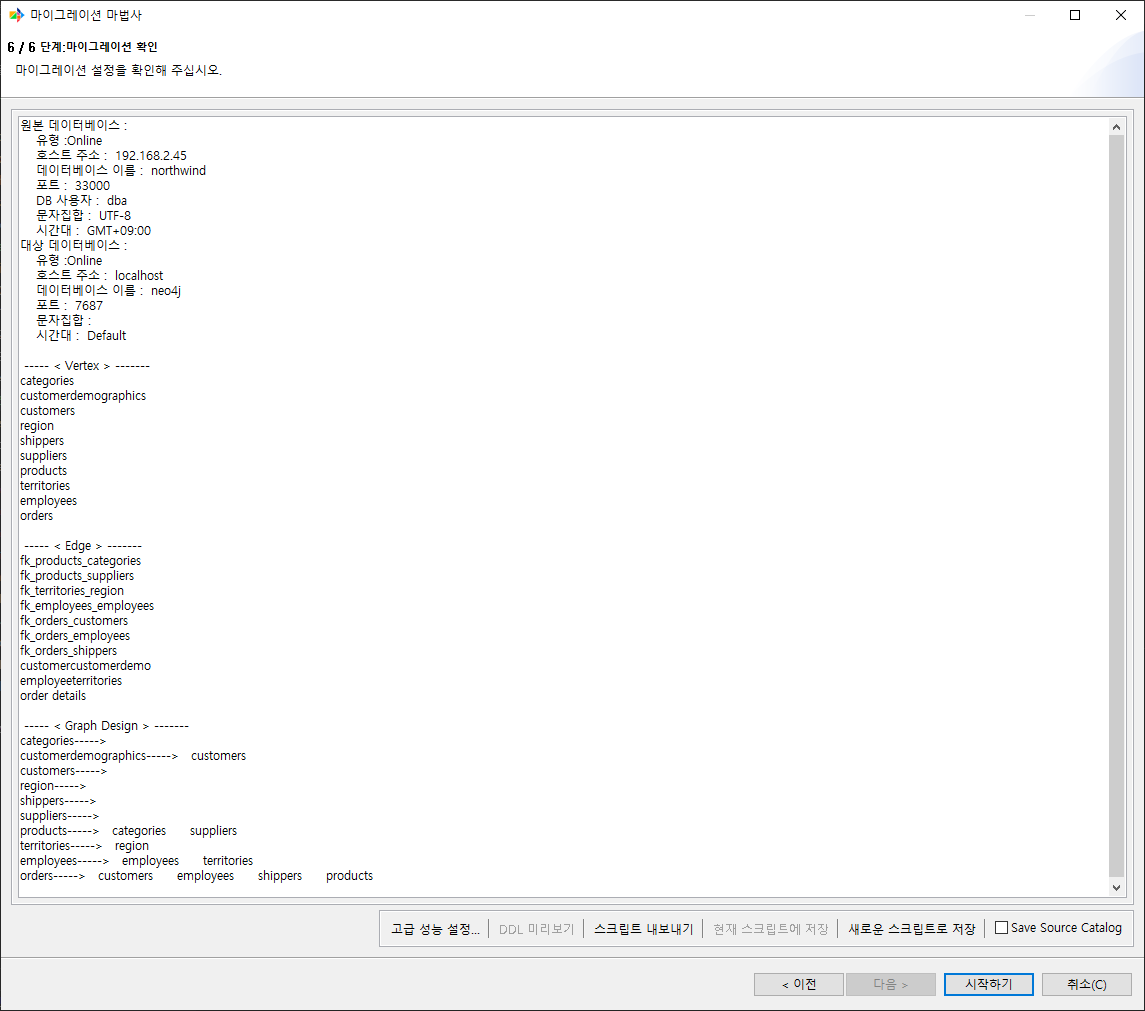 마이그레이션 마법사
6 / 6 단계:마이그레이션 확인
마이그레이션 설정을 확인해 주십시오.
원본 데이터베이스 :
유형 :Online
호스트 주소 : 192.168.2.45
데이터베이스 이름 : northwind
포트 : 33000
DB 사용자 : dba
문자집합 : UTF-8
시간대 : GMT+09:00
대상 데이터베이스 :
유형 :Online
호스트 주소 : localhost
데이터베이스 이름 : neo4j
포트 : 7687
문자집합 :
시간대 : Default
----- < Vertex > -------
categories
customerdemographics
customers
region
shippers
suppliers
products
territories
employees
orders
----- < Edge > -------
fk_products_categories
fk_products_suppliers
fk_territories_region
fk_employees_employees
fk_orders_customers
fk_orders_employees
fk_orders_shippers
customercustomerdemo
employeeterritories
order details
----- < Graph Design > -------
categories----->
customerdemographics-----> customers
customers----->
region----->
shippers----->
suppliers----->
products-----> categories suppliers
territories-----> region
employees-----> employees territories
orders-----> customers employees shippers products
고급 성능 설정... DDL 미리보기 스크립트 내보내기 현재 스크립트에 저장 새로운 스크립트로 저장 Save Source Catalog
< 이전 다음 > 시작하기 취소(C)